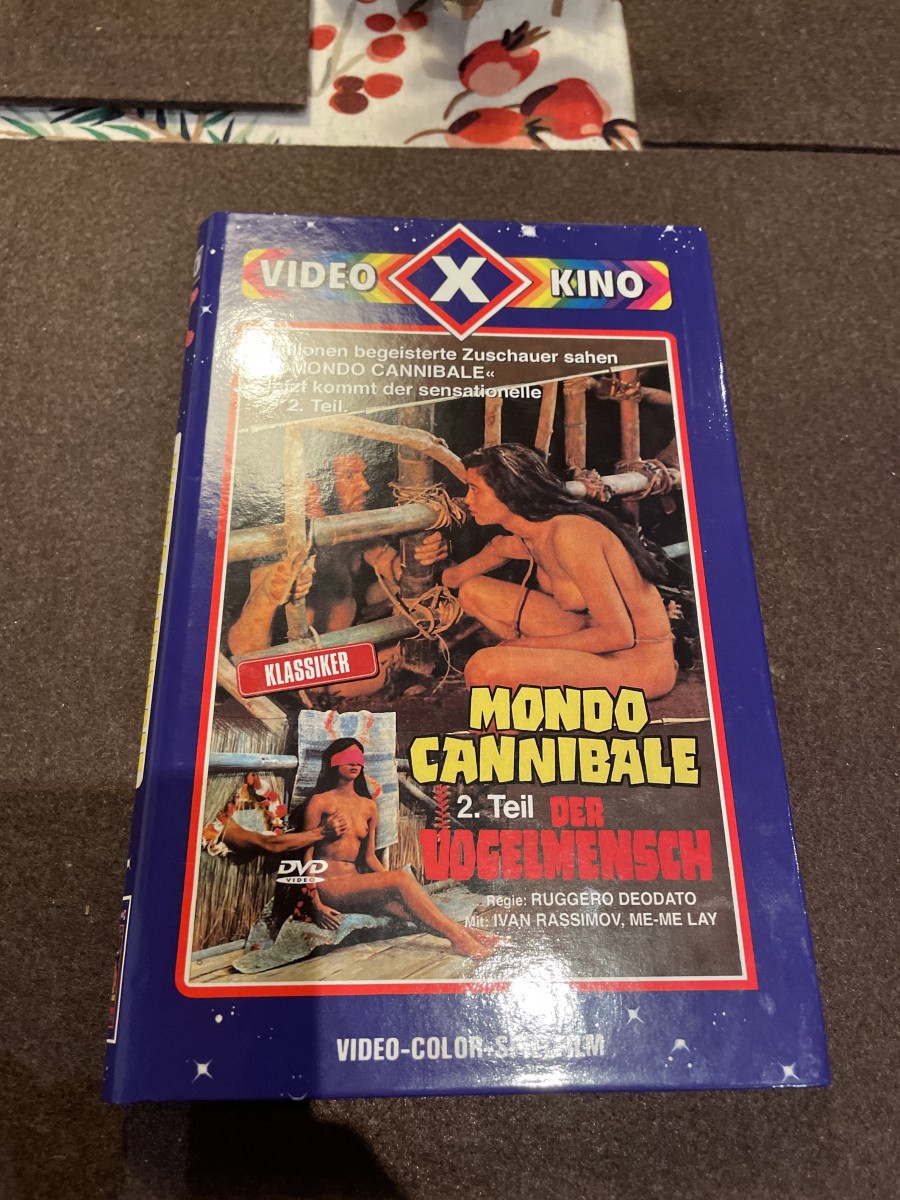 VIDEO X KINO
begeisterte Zuschauer sahen
MONDO CANNIBALE«
kommt der sensationelle
2. Teil.
KLASSIKER
MONDO
CANNIBALE
2. Teil DER
VOGELMENSCH
DVD
VIDEO
Regie: RUGGERO DEODATO
Mit: IVAN RASSIMOV, ME-ME LAY
VIDEO-COLOR-SPIELFILM